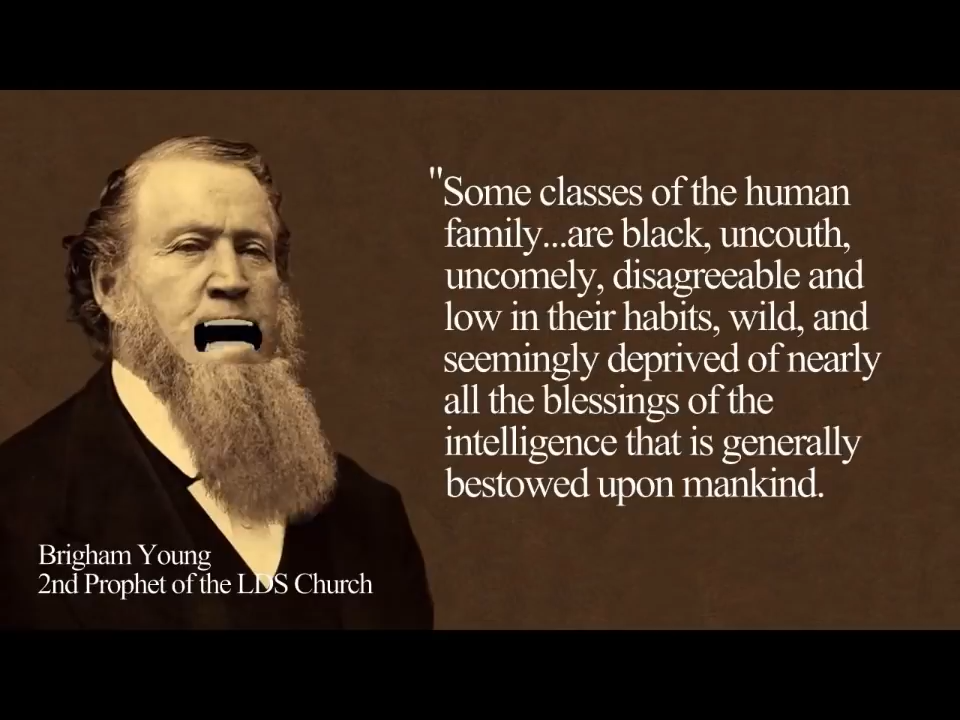 "Some classes of the human
family...are black, uncouth,
uncomely, disagreeable and
low in their habits, wild, and
seemingly deprived of nearly
all the blessings of the
intelligence that is generally
bestowed upon mankind.
Brigham Young
2nd Prophet of the LDS Church